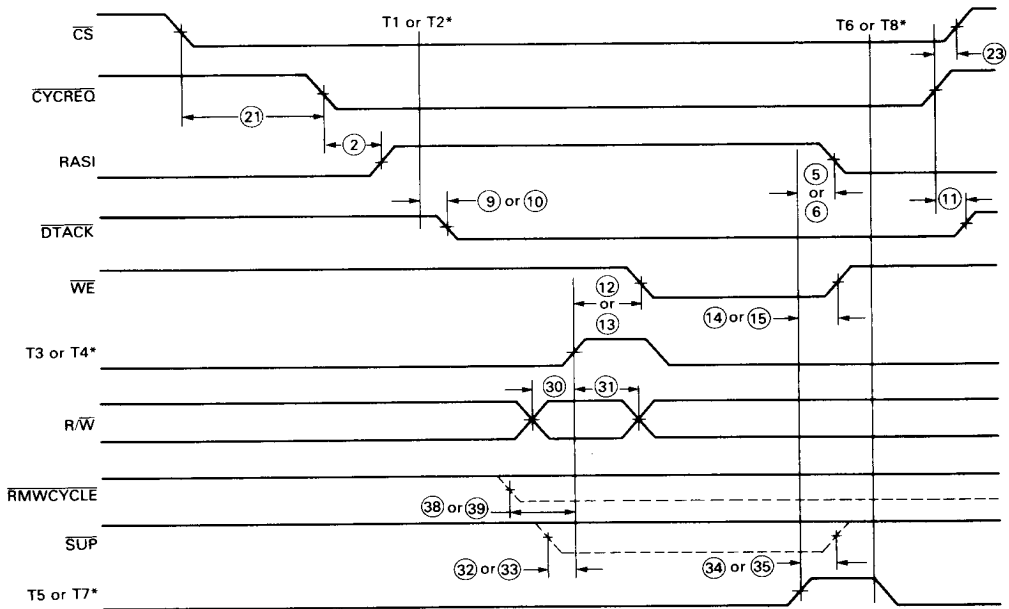 T1 or T2*
T6 or T8*
CS
23
CYCREQ
21
2
RASI
5
or
6
9 or 10
11
DTACK
WE
12
or
13
14 or 15
T3 or T4*
30
31
R/W
RMWCYCLE
38 or 39
SUP
32 or 33
34 or 35
T5 or T7*